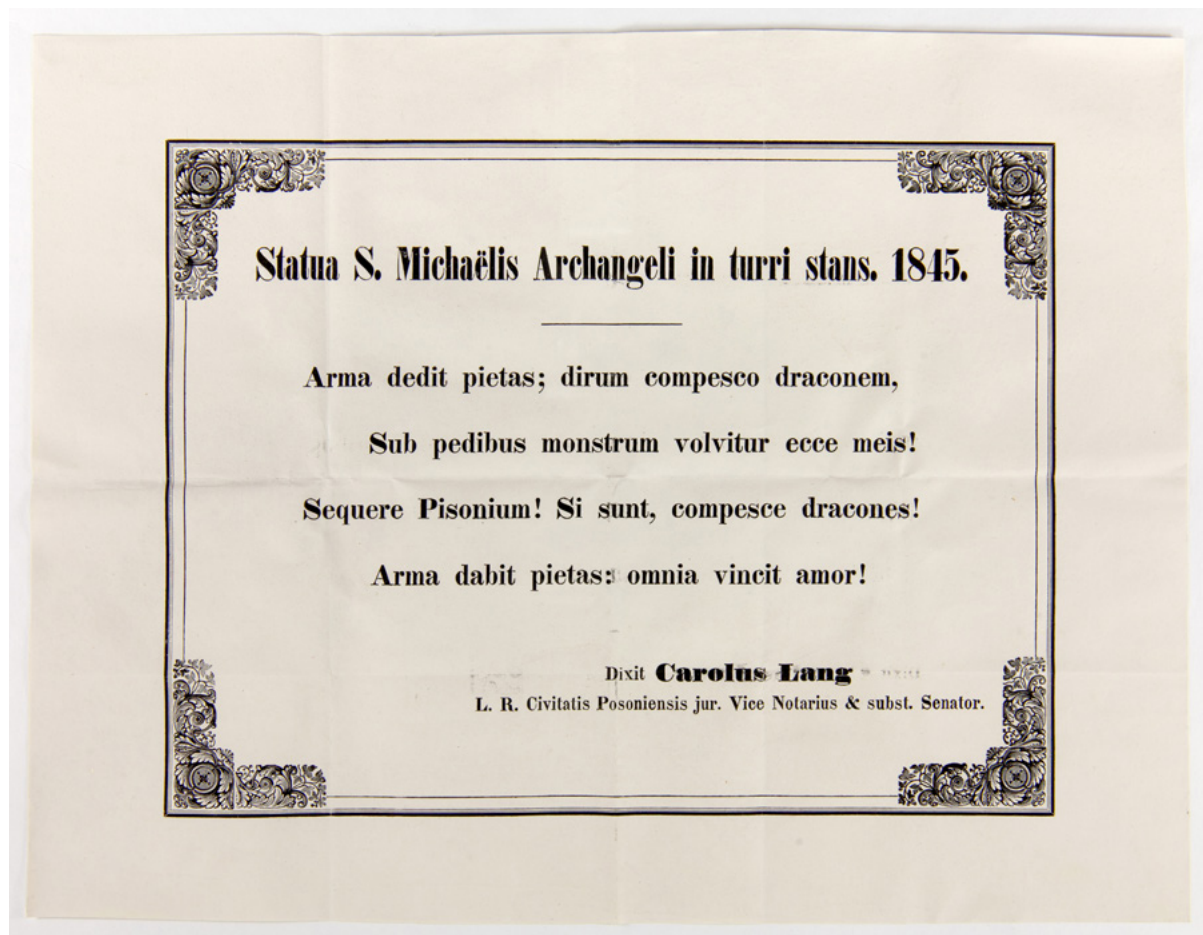 Statua S. Michaëlis Archangeli in turri stans. 1845.
Arma dedit pietas; dirum compesco draconem,
Sub pedibus monstrum volvitur ecce meis!
Sequere Pisonium! Si sunt, compesce dracones!
Arma dabit pietas: omnia vincit amor!
Dixit Carolus Lang
L. R. Civitatis Posoniensis jur. Vice Notarius & subst. Senator.